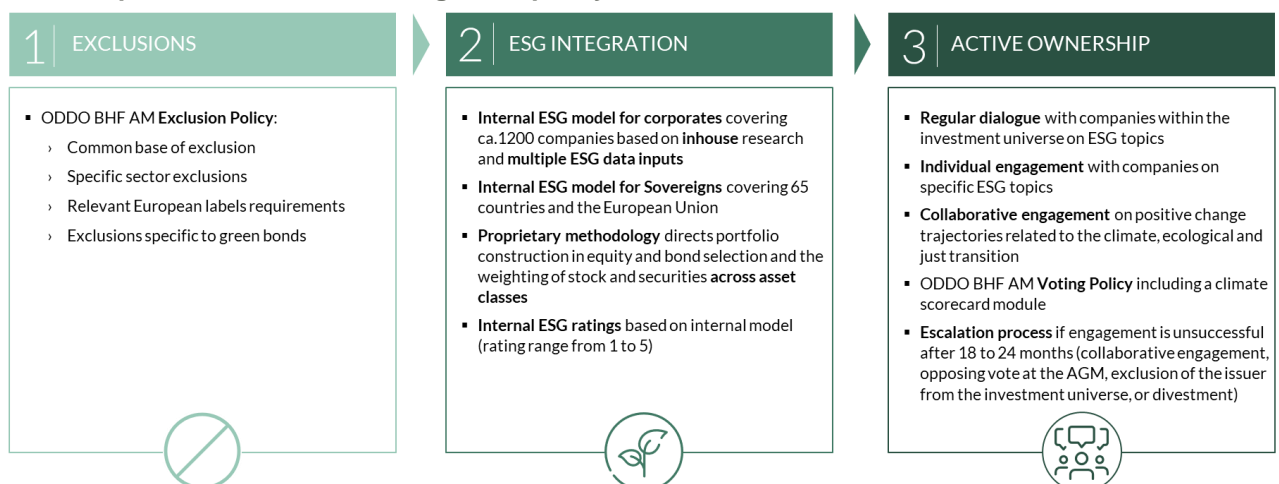 1 EXCLUSIONS
▪ ODDO BHF AM Exclusion Policy:
› Common base of exclusion
› Specific sector exclusions
› Relevant European labels requirements
› Exclusions specific to green bonds
2 ESG INTEGRATION
▪ Internal ESG model for corporates covering
ca.1200 companies based on inhouse research
and multiple ESG data inputs
▪ Internal ESG model for Sovereigns covering 65
countries and the European Union
▪ Proprietary methodology directs portfolio
construction in equity and bond selection and the
weighting of stock and securities across asset
classes
▪ Internal ESG ratings based on internal model
(rating range from 1 to 5)
3 ACTIVE OWNERSHIP
▪ Regular dialogue with companies within the
investment universe on ESG topics
▪ Individual engagement with companies on
specific ESG topics
▪ Collaborative engagement on positive change
trajectories related to the climate, ecological and
just transition
▪ ODDO BHF AM Voting Policy including a climate
scorecard module
▪ Escalation process if engagement is unsuccessful
after 18 to 24 months (collaborative engagement,
opposing vote at the AGM, exclusion of the issuer
from the investment universe, or divestment)